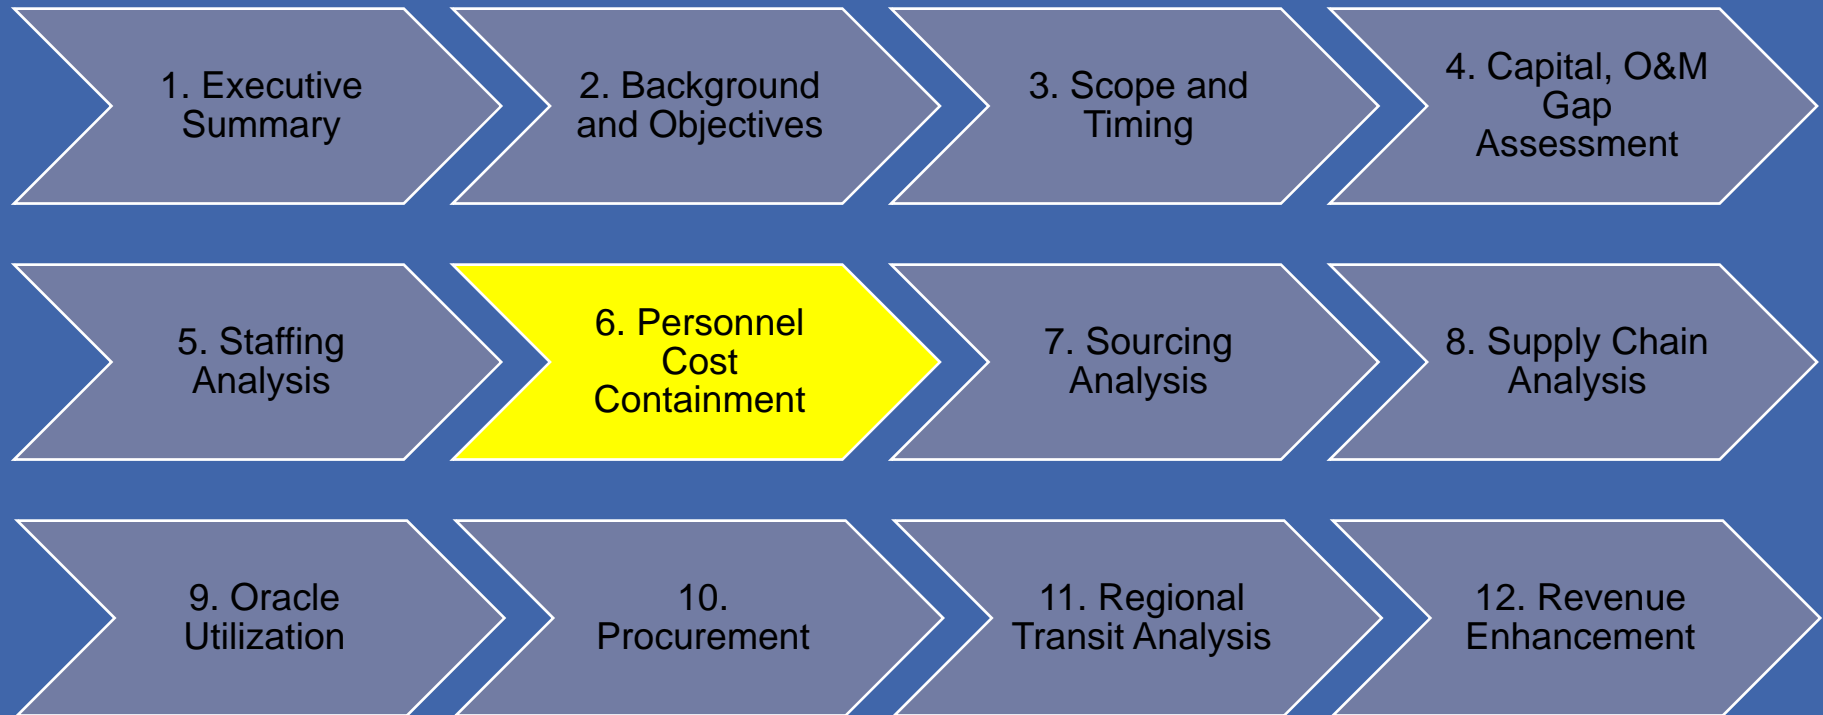 1. Executive
Summary
2. Background
and Objectives
3. Scope and
Timing
4. Capital, O&M
Gap
Assessment
5. Staffing
Analysis
6. Personnel
Cost
Containment
7. Sourcing
Analysis
8. Supply Chain
Analysis
9. Oracle
Utilization
10.
Procurement
11. Regional
Transit Analysis
12. Revenue
Enhancement